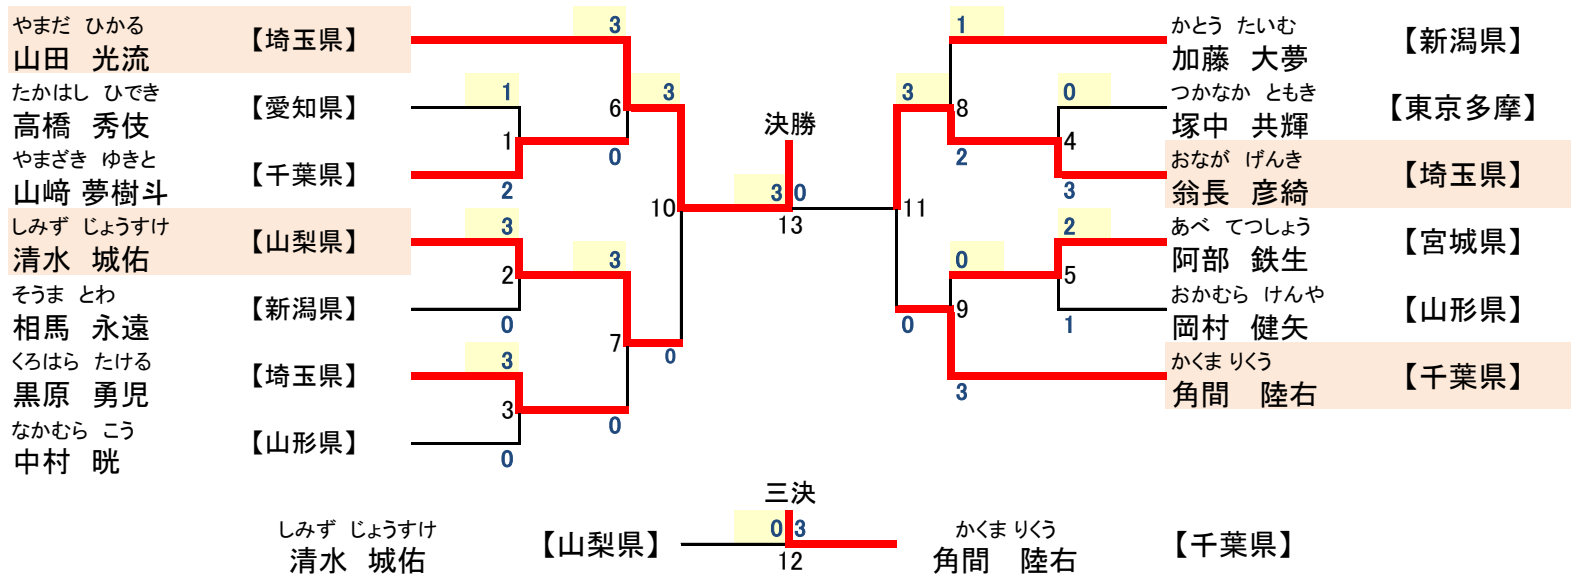 やまだ ひかる
山田 光流 【埼玉県】
たかはし ひでき
高橋 秀伎 【愛知県】
やまざき ゆきと
山﨑 夢樹斗 【千葉県】
しみず じょうすけ
清水 城佑 【山梨県】
そうま とわ
相馬 永遠 【新潟県】
くろはら たける
黒原 勇児 【埼玉県】
なかむら こう
中村 晄 【山形県】
3
1
1
2
6
0
3
3
2
0
3
3
0
3
7
0
0
10
決勝
3 0
13
1
8
3
2
0
4
3
11
2
5
1
0
9
0
3
かとう たいむ
加藤 大夢 【新潟県】
つかなか ともき
塚中 共輝 【東京多摩】
おなが げんき
翁長 彦綺 【埼玉県】
あべ てつしょう
阿部 鉄生 【宮城県】
おかむら けんや
岡村 健矢 【山形県】
かくま りくう
角間 陸右 【千葉県】
三決
しみず じょうすけ
清水 城佑 【山梨県】
0 3
12
かくま りくう
角間 陸右 【千葉県】